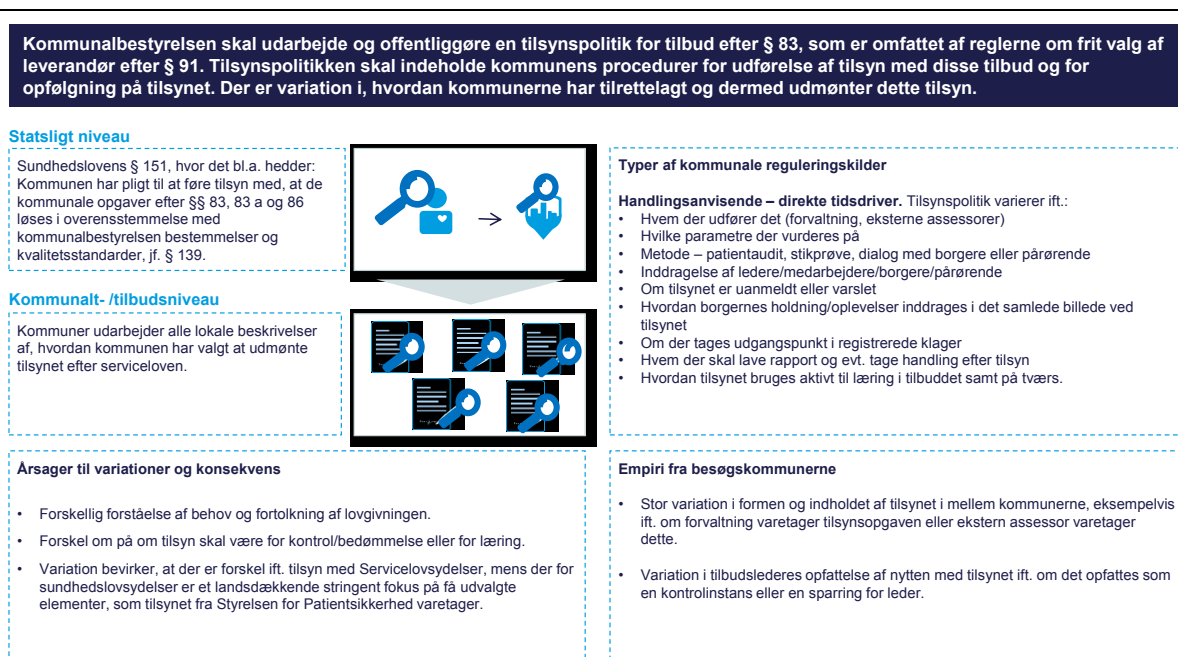 Kommunalbestyrelsen skal udarbejde og offentliggøre en tilsynspolitik for tilbud efter § 83, som er omfattet af reglerne om frit valg af
leverandør efter § 91. Tilsynspolitikken skal indeholde kommunens procedurer for udførelse af tilsyn med disse tilbud og for
opfølgning på tilsynet. Der er variation i, hvordan kommunerne har tilrettelagt og dermed udmønter dette tilsyn.
Statsligt niveau
Sundhedslovens § 151, hvor det bl.a. hedder:
Kommunen har pligt til at føre tilsyn med, at de
kommunale opgaver efter §§ 83, 83 a og 86
løses i overensstemmelse med
kommunalbestyrelsen bestemmelser og
kvalitetsstandarder, jf. § 139.
Kommunalt- /tilbudsniveau
Kommuner udarbejder alle lokale beskrivelser
af, hvordan kommunen har valgt at udmønte
tilsynet efter serviceloven.
Typer af kommunale reguleringskilder
Handlingsanvisende – direkte tidsdriver. Tilsynspolitik varierer ift.:
• Hvem der udfører det (forvaltning, eksterne assessorer)
• Hvilke parametre der vurderes på
• Metode – patientaudit, stikprøve, dialog med borgere eller pårørende
• Inddragelse af ledere/medarbejdere/borgere/pårørende
• Om tilsynet er uanmeldt eller varslet
• Hvordan borgernes holdning/oplevelser inddrages i det samlede billede ved
tilsynet
• Om der tages udgangspunkt i registrerede klager
• Hvem der skal lave rapport og evt. tage handling efter tilsyn
• Hvordan tilsynet bruges aktivt til læring i tilbuddet samt på tværs.
Årsager til variationer og konsekvens
• Forskellig forståelse af behov og fortolkning af lovgivningen.
• Forskel om på om tilsyn skal være for kontrol/bedømmelse eller for læring.
• Variation bevirker, at der er forskel ift. tilsyn med Servicelovsydelser, mens der for
sundhedslovsydelser er et landsdækkende stringent fokus på få udvalgte
elementer, som tilsynet fra Styrelsen for Patientsikkerhed varetager.
Empiri fra besøgskommunerne
• Stor variation i formen og indholdet af tilsynet i mellem kommunerne, eksempelvis
ift. om forvaltning varetager tilsynsopgaven eller ekstern assessor varetager
dette.
• Variation i tilbudslederes opfattelse af nytten med tilsynet ift. om det opfattes som
en kontrolinstans eller en sparring for leder.